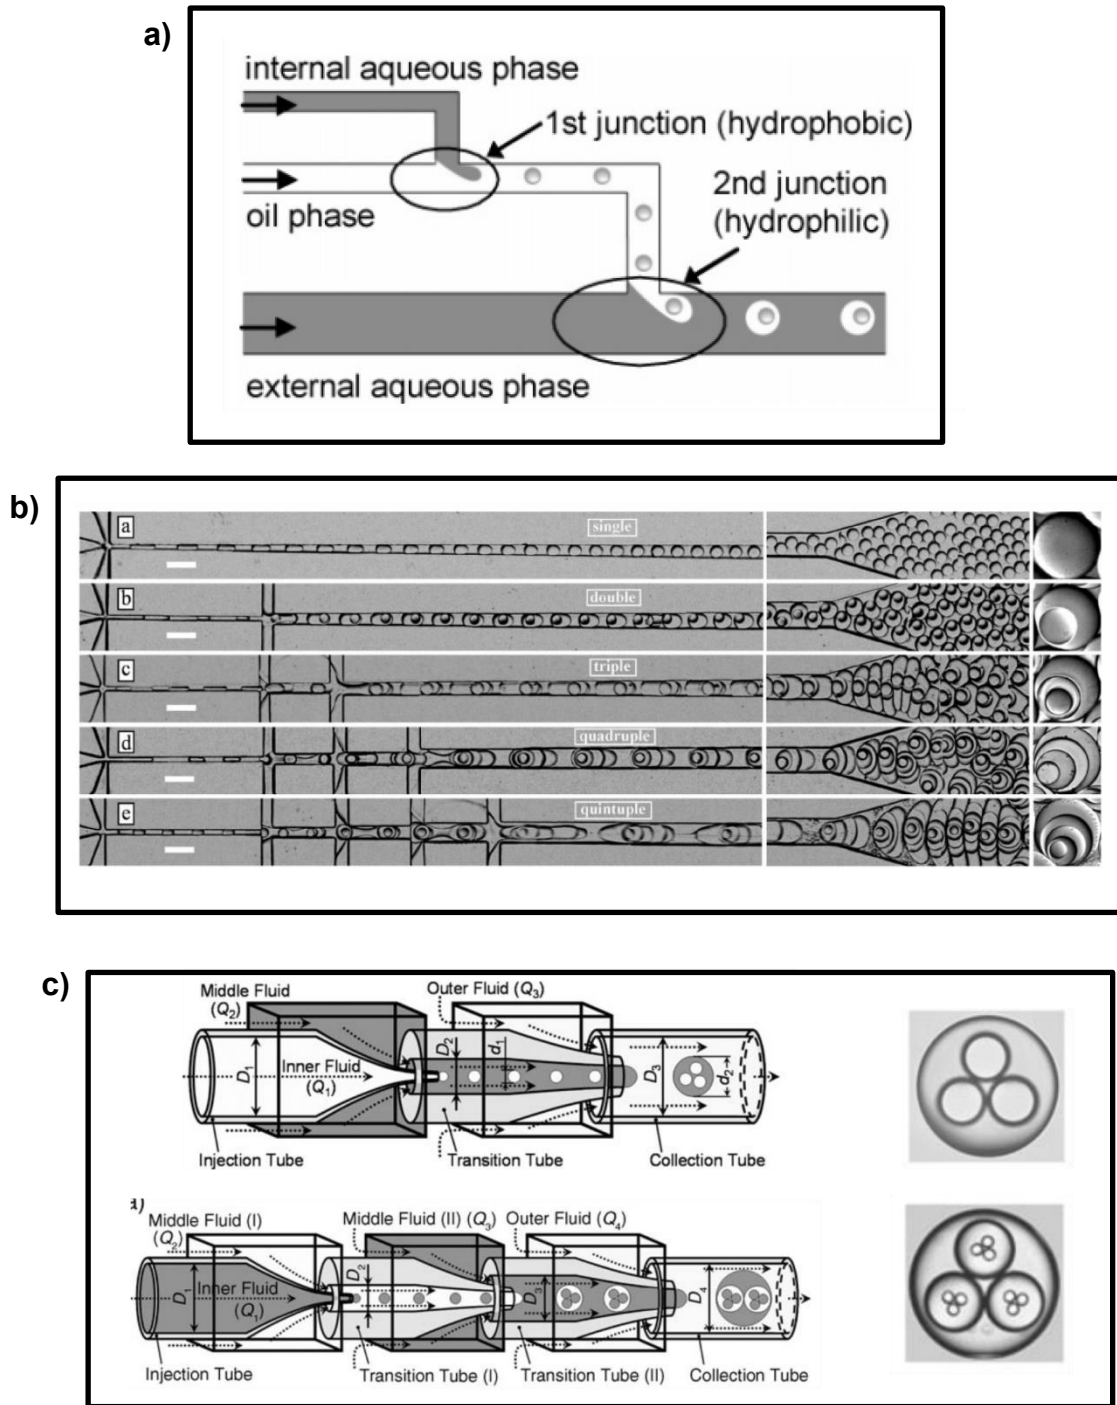 a)
internal aqueous phase
1st junction (hydrophobic)
2nd junction
(hydrophilic)
oil phase
external aqueous phase
b)
a
single
b
double
c
triple
d
quadruple
e
quintuple
c)
Middle Fluid
(Q2)
Outer Fluid (Q3)
D1
Inner Fluid
(Q1)
D2
d1
D3
d2
Injection Tube
Transition Tube
Collection Tube
Middle Fluid (I)
(Q2)
Middle Fluid (II) (Q3)
Outer Fluid (Q4)
D1
Inner Fluid
(Q1)
D2
D3
D4
Injection Tube
Transition Tube (I)
Transition Tube (II)
Collection Tube